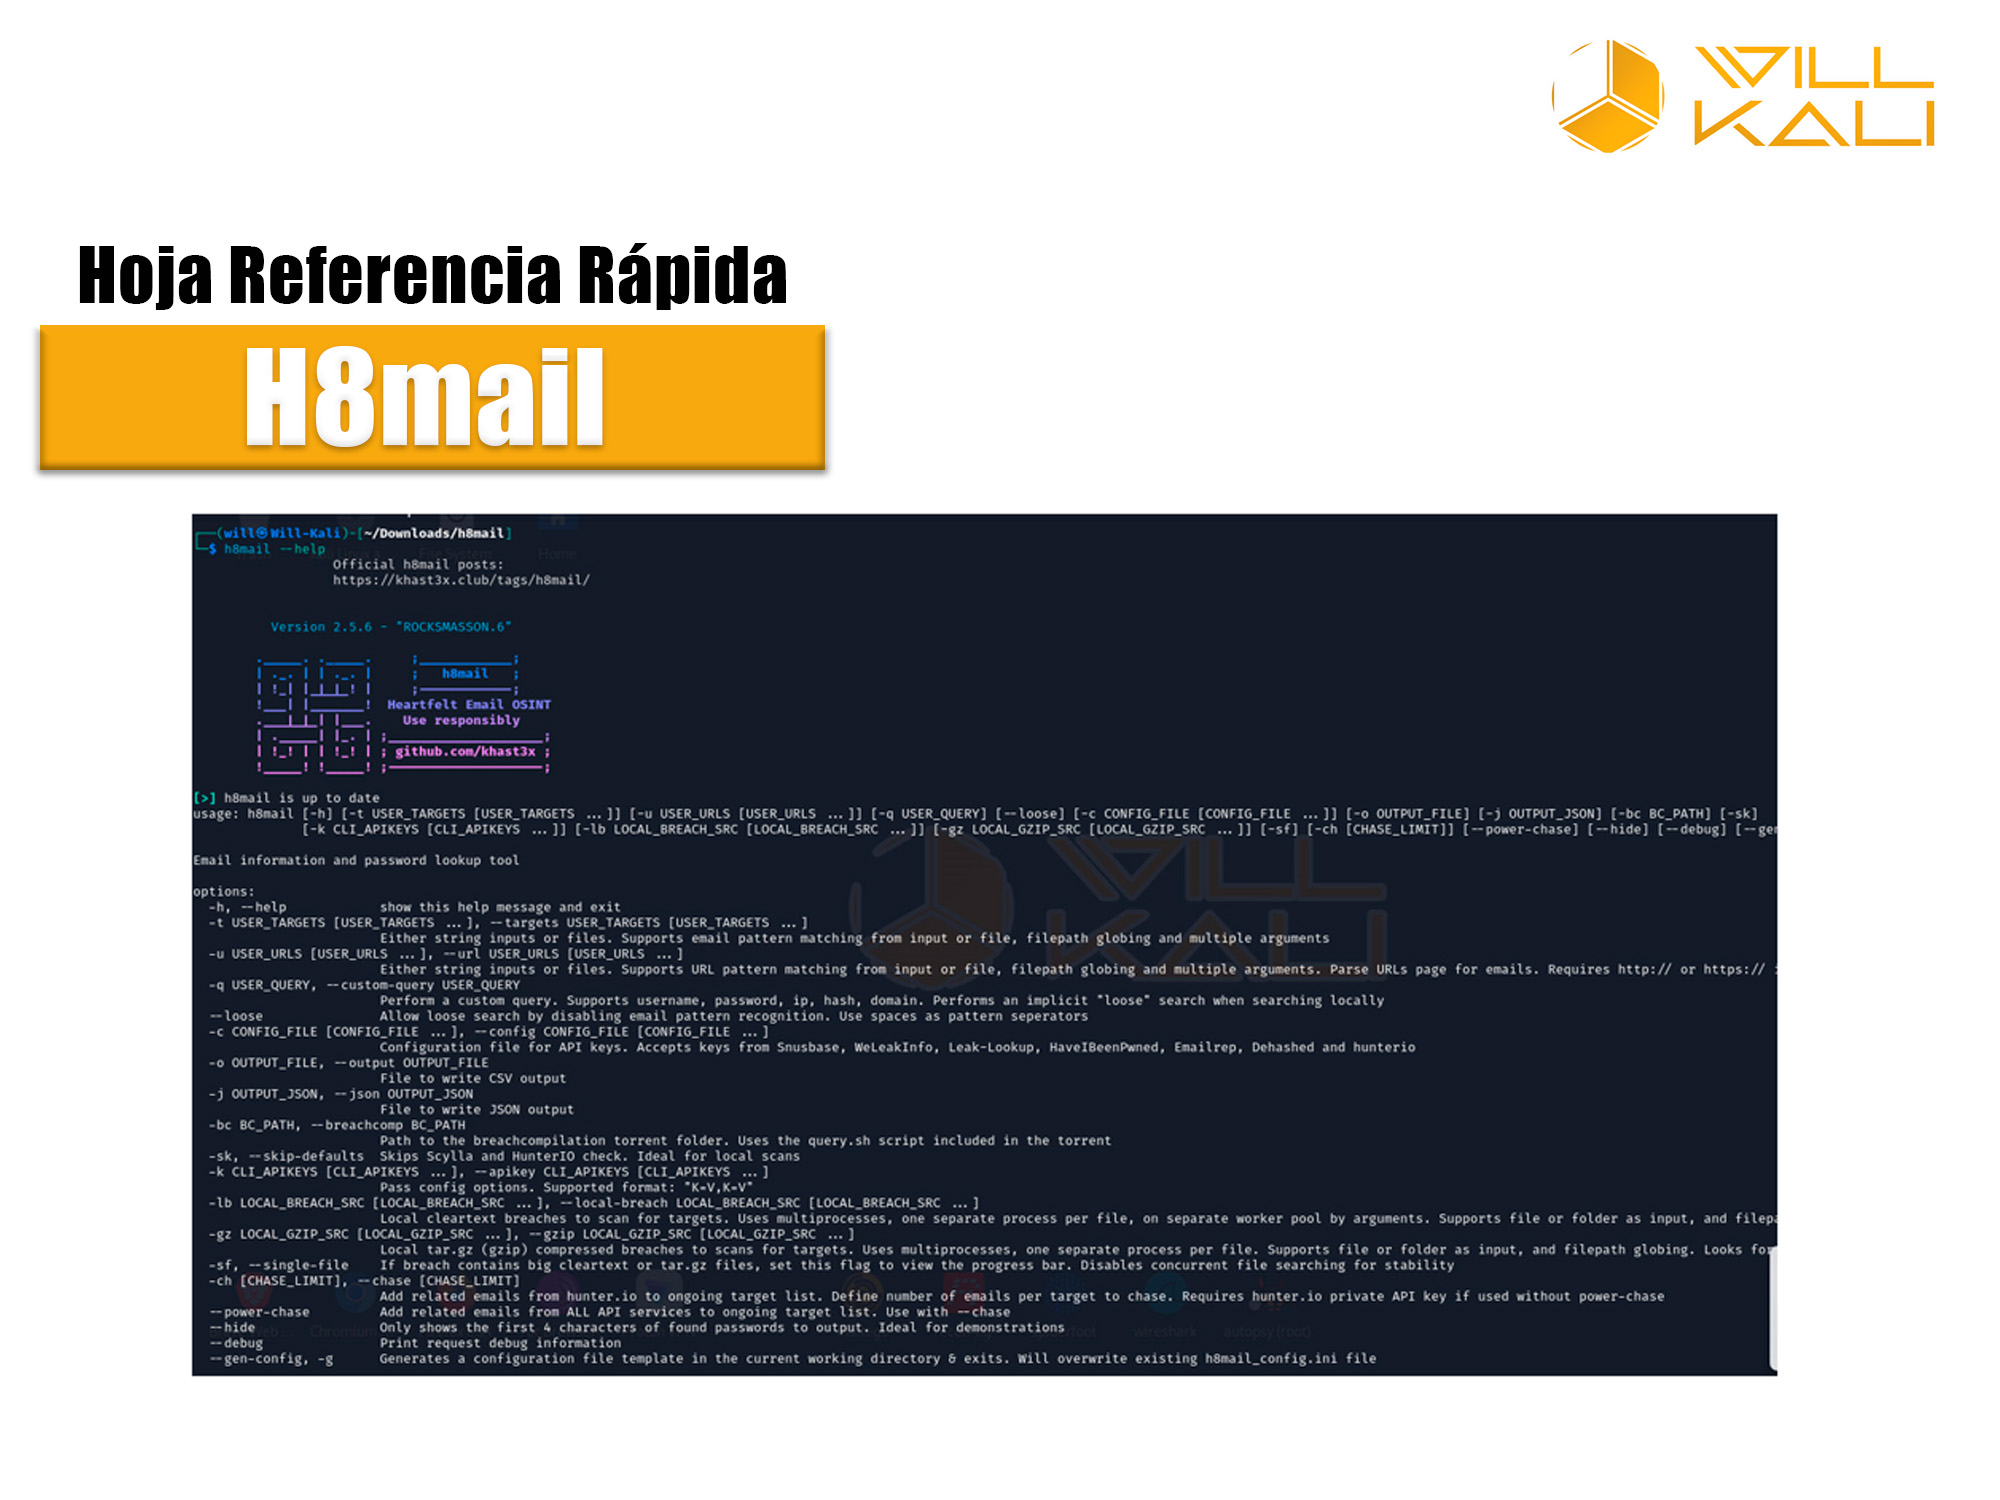 WILL
KALI
Hoja Referencia Rápida
H8mail
(will㉿Will-Kali)-[~/Downloads/h8mail]
$ h8mail --help
Official h8mail posts:
https://khast3x.club/tags/h8mail/
Version 2.5.6 - "ROCKSMASSON.6"
h8mail
Heartfelt Email OSINT
Use responsibly
github.com/khast3x
[>] h8mail is up to date
usage: h8mail [-h] [-t USER_TARGETS [USER_TARGETS ...]] [-u USER_URLS [USER_URLS ...]] [-q USER_QUERY] [--loose] [-c CONFIG_FILE [CONFIG_FILE ...]] [-o OUTPUT_FILE] [-j OUTPUT_JSON] [-bc BC_PATH] [-sk]
[-k CLI_APIKEYS [CLI_APIKEYS ...]] [-lb LOCAL_BREACH_SRC [LOCAL_BREACH_SRC ...]] [-gz LOCAL_GZIP_SRC [LOCAL_GZIP_SRC ...]] [-sf] [-ch [CHASE_LIMIT]] [--power-chase] [--hide] [--debug] [--gen
Email information and password lookup tool
options:
-h, --help show this help message and exit
-t USER_TARGETS [USER_TARGETS ...], --targets USER_TARGETS [USER_TARGETS ...]
Either string inputs or files. Supports email pattern matching from input or file, filepath globing and multiple arguments
-u USER_URLS [USER_URLS ...], --url USER_URLS [USER_URLS ...]
Either string inputs or files. Supports URL pattern matching from input or file, filepath globing and multiple arguments. Parse URLs page for emails. Requires http:// or https://
-q USER_QUERY, --custom-query USER_QUERY
Perform a custom query. Supports username, password, ip, hash, domain. Performs an implicit "loose" search when searching locally
--loose Allow loose search by disabling email pattern recognition. Use spaces as pattern seperators
-c CONFIG_FILE [CONFIG_FILE ...], --config CONFIG_FILE [CONFIG_FILE ...]
Configuration file for API keys. Accepts keys from Snusbase, WeLeakInfo, Leak-Lookup, HaveIBeenPwned, Emailrep, Dehashed and hunterio
-o OUTPUT_FILE, --output OUTPUT_FILE
File to write CSV output
-j OUTPUT_JSON, --json OUTPUT_JSON
File to write JSON output
-bc BC_PATH, --breachcomp BC_PATH
Path to the breachcompilation torrent folder. Uses the query.sh script included in the torrent
-sk, --skip-defaults Skips Scylla and HunterIO check. Ideal for local scans
-k CLI_APIKEYS [CLI_APIKEYS ...], --apikey CLI_APIKEYS [CLI_APIKEYS ...]
Pass config options. Supported format: "K=V,K=V"
-lb LOCAL_BREACH_SRC [LOCAL_BREACH_SRC ...], --local-breach LOCAL_BREACH_SRC [LOCAL_BREACH_SRC ...]
Local cleartext breaches to scan for targets. Uses multiprocesses, one separate process per file, on separate worker pool by arguments. Supports file or folder as input, and filepa
-gz LOCAL_GZIP_SRC [LOCAL_GZIP_SRC ...], --gzip LOCAL_GZIP_SRC [LOCAL_GZIP_SRC ...]
Local tar.gz (gzip) compressed breaches to scans for targets. Uses multiprocesses, one separate process per file. Supports file or folder as input, and filepath globing. Looks for
-sf, --single-file If breach contains big cleartext or tar.gz files, set this flag to view the progress bar. Disables concurrent file searching for stability
-ch [CHASE_LIMIT], --chase [CHASE_LIMIT]
Add related emails from hunter.io to ongoing target list. Define number of emails per target to chase. Requires hunter.io private API key if used without power-chase
--power-chase Add related emails from ALL API services to ongoing target list. Use with --chase
--hide Only shows the first 4 characters of found passwords to output. Ideal for demonstrations
--debug Print request debug information
--gen-config, -g Generates a configuration file template in the current working directory & exits. Will overwrite existing h8mail_config.ini file